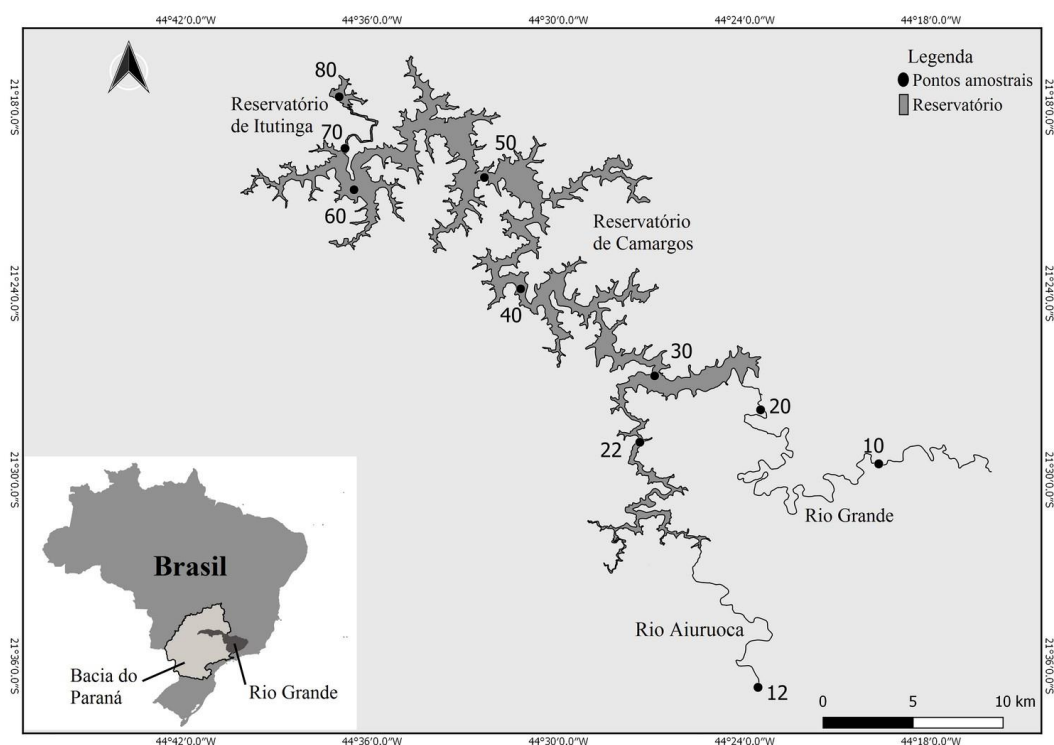 44°42'0.0"W 44°36'0.0"W 44°30'0.0"W 44°24'0.0"W 44°18'0.0"W
21°18'0.0"S
21°24'0.0"S
21°30'0.0"S
21°36'0.0"S
Legenda
Pontos amostrais
Reservatório
80
Reservatório
de Itutinga
70
50
60
Reservatório
de Camargos
40
30
20
22
10
Rio Grande
Rio Aiuruoca
12
Brasil
Bacia do
Paraná
Rio Grande
0 5 10 km
21°18'0.0"S
21°24'0.0"S
21°30'0.0"S
21°36'0.0"S
44°42'0.0"W 44°36'0.0"W 44°30'0.0"W 44°24'0.0"W 44°18'0.0"W